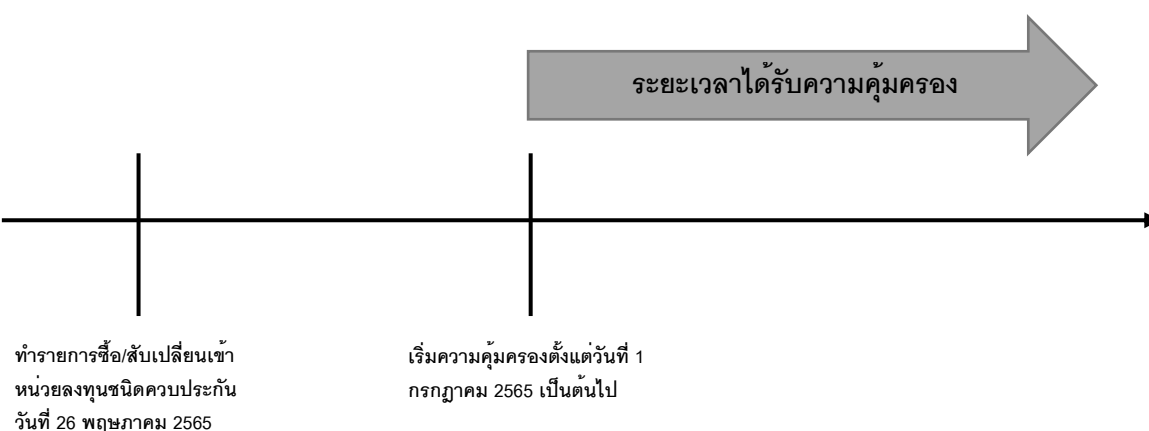 ระยะเวลาได้รับความคุ้มครอง
ทำรายการซื้อ/สับเปลี่ยนเข้า
หน่วยลงทุนชนิดควบประกัน
วันที่ 26 พฤษภาคม 2565
เริ่มความคุ้มครองตั้งแต่วันที่ 1
กรกฎาคม 2565 เป็นต้นไป